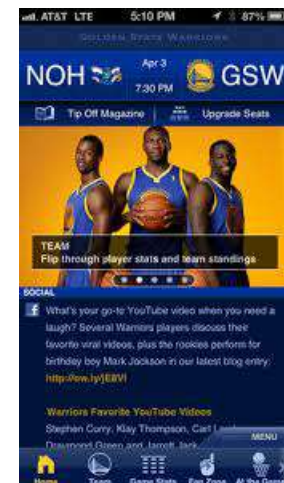 AT&T LTE 5:10 PM 87%
GOLDEN STATE WARRIORS
NOH Apr 3 7:30 PM GSW
Tip Off Magazine Upgrade Seats
TEAM
Flip through player stats and team standings
SOCIAL
What's your go-to YouTube video when you need a
laugh? Several Warriors players discuss their
favorite viral videos, plus the rookies perform for
birthday boy Mark Jackson in our latest blog entry:
Warriors Favorite YouTube Videos
Stephen Curry, Klay Thompson, Carl
Draymond Green and Jarrett Jack
MENU
Home Team Game Stats Fan Zone At the Game